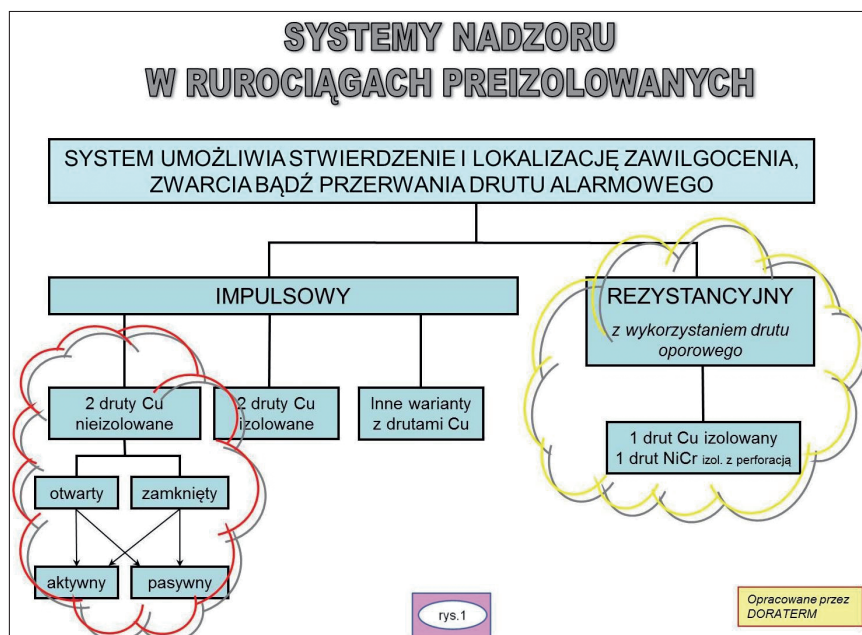 SYSTEMY NADZORU
W RUROCIĄGACH PREIZOLOWANYCH
SYSTEM UMOŻLIWIA STWIERDZENIE I LOKALIZACJĘ ZAWILGOCENIA,
ZWARCIA BĄDŹ PRZERWANIA DRUTU ALARMOWEGO
IMPULSOWY
REZYSTANCYJNY
z wykorzystaniem drutu
oporowego
2 druty Cu
nieizolowane
2 druty Cu
izolowane
Inne warianty
z drutami Cu
1 drut Cu izolowany
1 drut NiCr izol. z perforacją
otwarty
zamknięty
aktywny
pasywny
rys.1
Opracowane przez
DORATERM